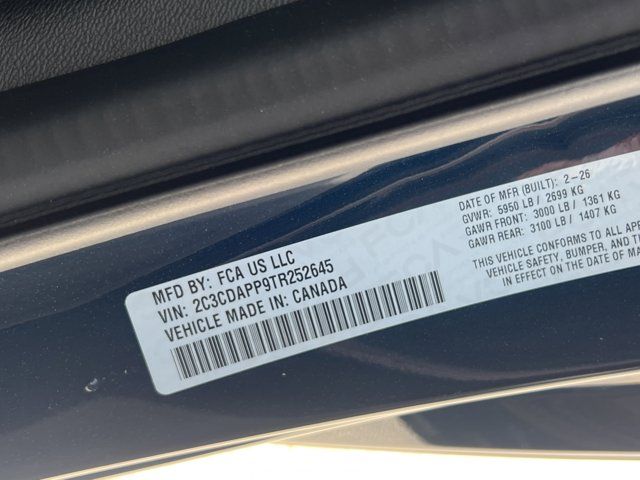 MFD BY: FCA US LLC
VIN: 2C3CDAPP9TR252645
VEHICLE MADE IN: CANADA
DATE OF MFR (BUILT): 2-26
GVWR: 5950 LB / 2699 KG
GAWR FRONT: 3000 LB / 1361 KG
GAWR REAR: 3100 LB / 1407 KG
THIS VEHICLE CONFORMS TO ALL APP
VEHICLE SAFETY, BUMPER, AND T
IN EFFECT ON THE DATE OF MA